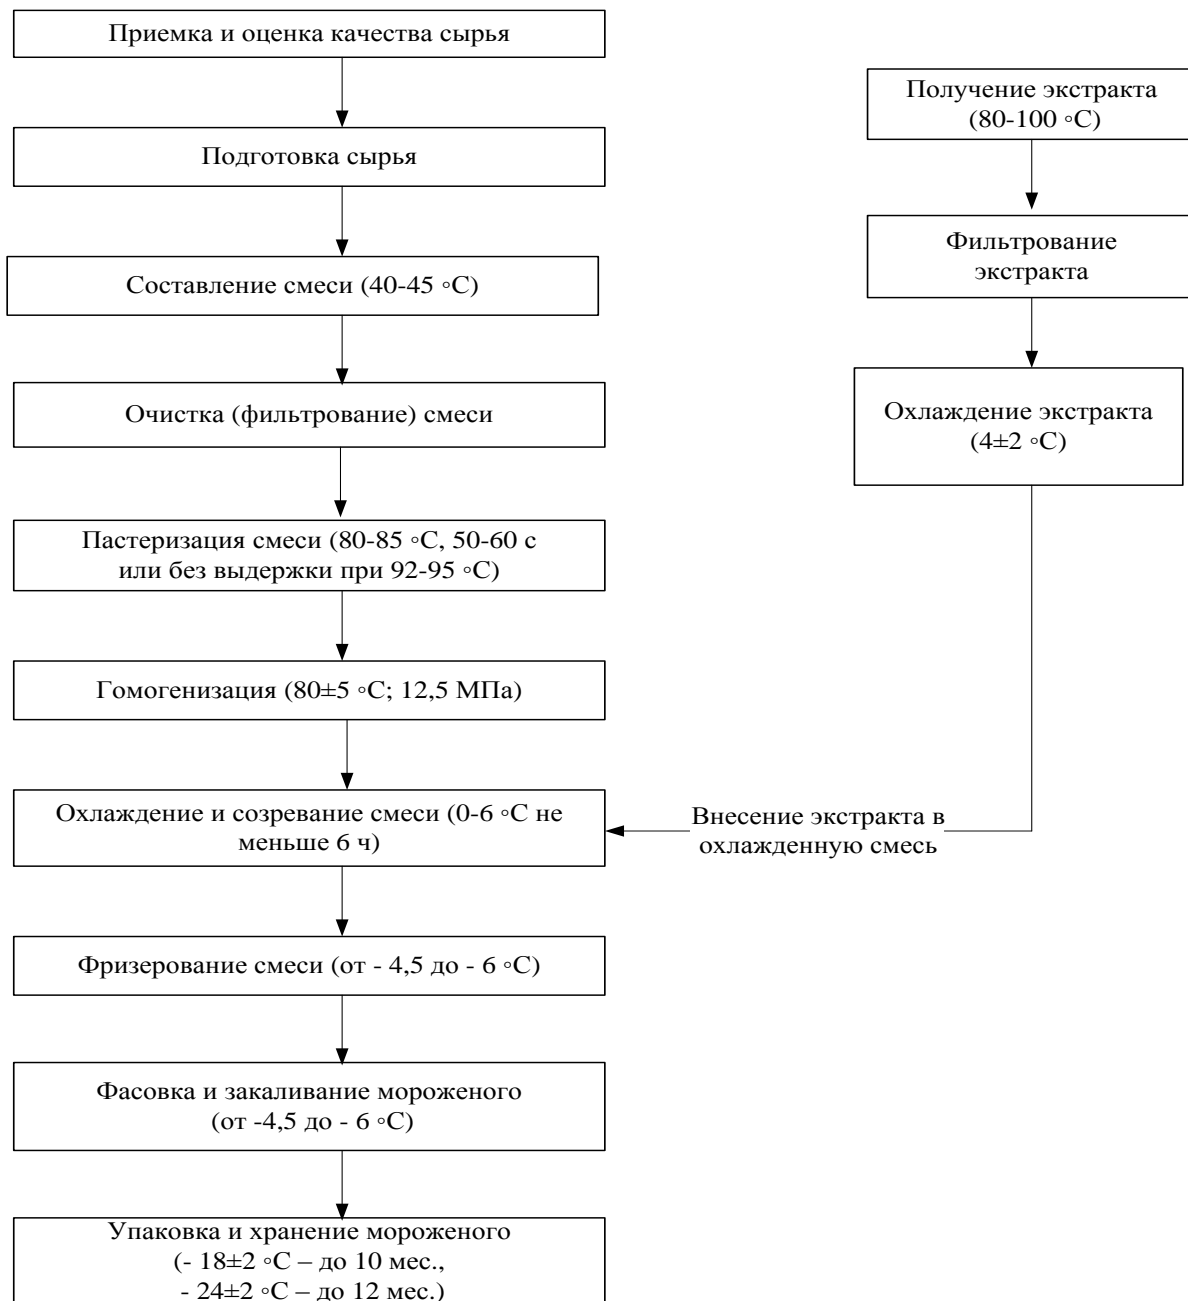 Приемка и оценка качества сырья
Подготовка сырья
Составление смеси (40-45 ◦С)
Очистка (фильтрование) смеси
Пастеризация смеси (80-85 ◦С, 50-60 с
или без выдержки при 92-95 ◦С)
Гомогенизация (80±5 ◦С; 12,5 МПа)
Охлаждение и созревание смеси (0-6 ◦С не
меньше 6 ч)
Фризерование смеси (от - 4,5 до - 6 ◦С)
Фасовка и закаливание мороженого
(от -4,5 до - 6 ◦С)
Упаковка и хранение мороженого
(- 18±2 ◦С – до 10 мес.,
- 24±2 ◦С – до 12 мес.)
Получение экстракта
(80-100 ◦С)
Фильтрование
экстракта
Охлаждение экстракта
(4±2 ◦С)
Внесение экстракта в
охлажденную смесь